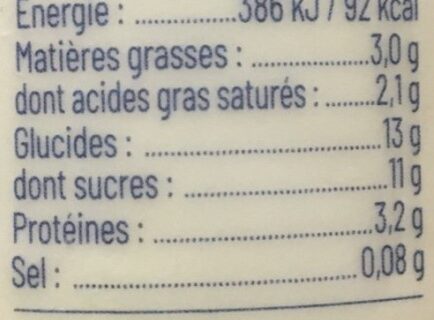 Énergie : ..............386 kJ / 92 kcal
Matières grasses : ................3,0 g
dont acides gras saturés : .......2,1 g
Glucides : ................................13 g
dont sucres : ...........................11 g
Protéines : .............................3,2 g
Sel : .....................................0,08 g